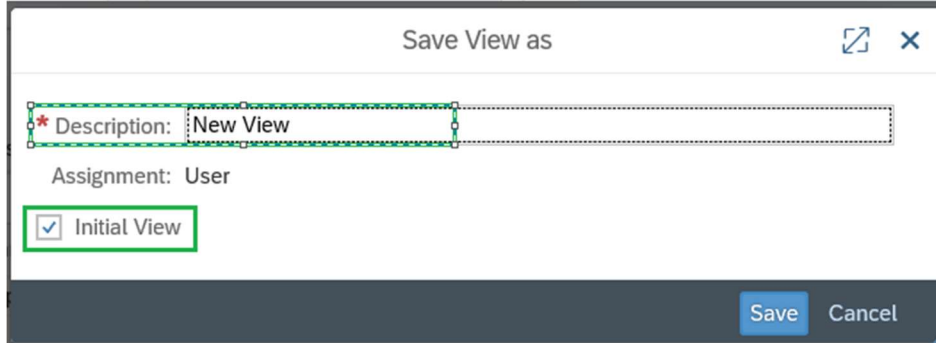 Save View as
* Description: New View
Assignment: User
Initial View
Save Cancel